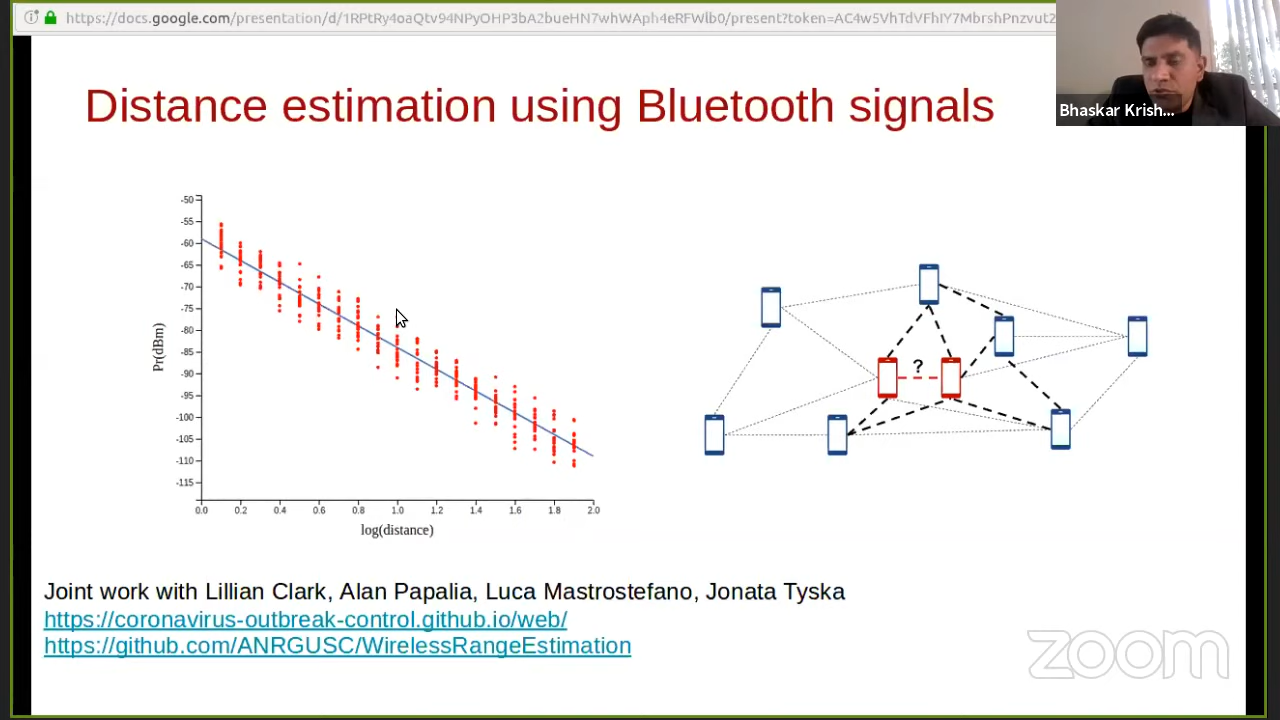 https://docs.google.com/presentation/d/1RPtRy4oaQtv94NPyOHP3bA2bueHN7whWAph4eRFWlb0/present?token=AC4w5VhTdVFhIY7MbrshPnzvut2
Bhaskar Krish...
Distance estimation using Bluetooth signals
-50
-55
-60
-65
-70
-75
-80
-85
-90
-95
-100
-105
-110
-115
Pr(dBm)
0.0 0.2 0.4 0.6 0.8 1.0 1.2 1.4 1.6 1.8 2.0
log(distance)
?
Joint work with Lillian Clark, Alan Papalia, Luca Mastrostefano, Jonata Tyska
https://coronavirus-outbreak-control.github.io/web/
https://github.com/ANRGUSC/WirelessRangeEstimation
zoom